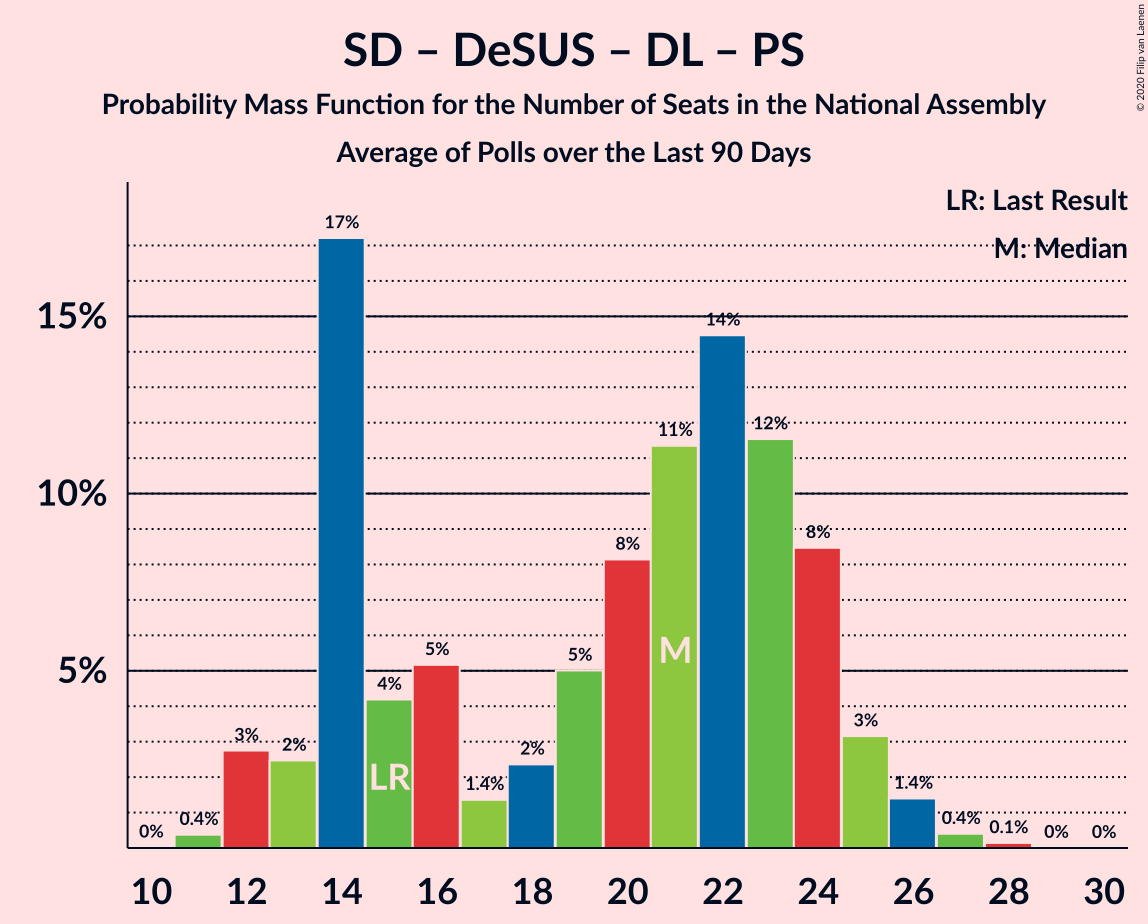 SD – DeSUS – DL – PS
Probability Mass Function for the Number of Seats in the National Assembly
Average of Polls over the Last 90 Days
© 2020 Filip van Laenen
LR: Last Result
M: Median
15%
10%
5%
0%
0.4%
3%
2%
17%
4%
5%
1.4%
2%
5%
8%
11%
14%
12%
8%
3%
1.4%
0.4%
0.1%
0%
0%
LR
M
10 12 14 16 18 20 22 24 26 28 30